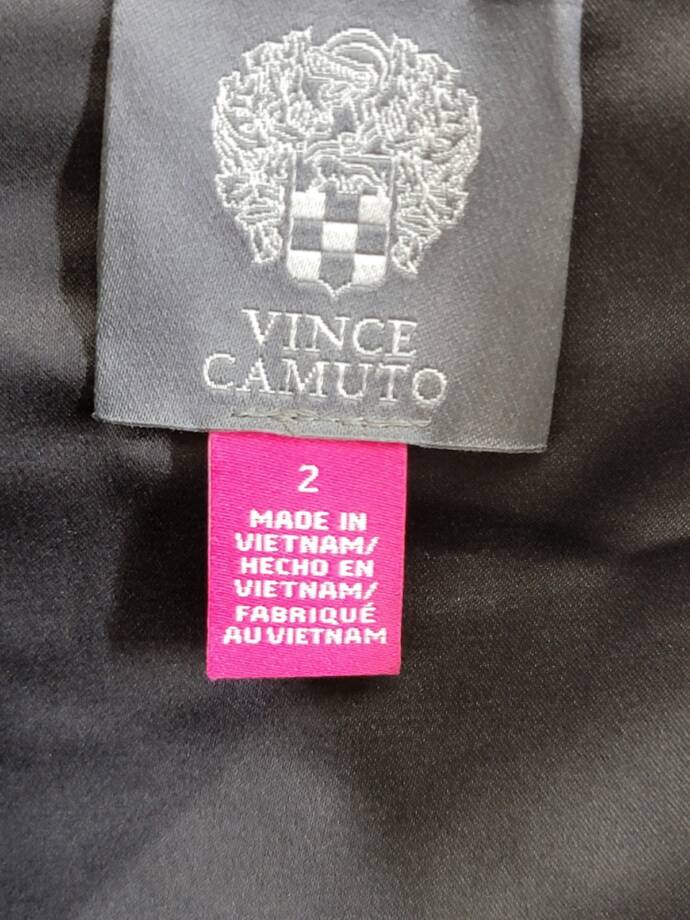 VINCE
CAMUTO
2
MADE IN
VIETNAM/
HECHO EN
VIETNAM/
FABRIQUÉ
AU VIETNAM